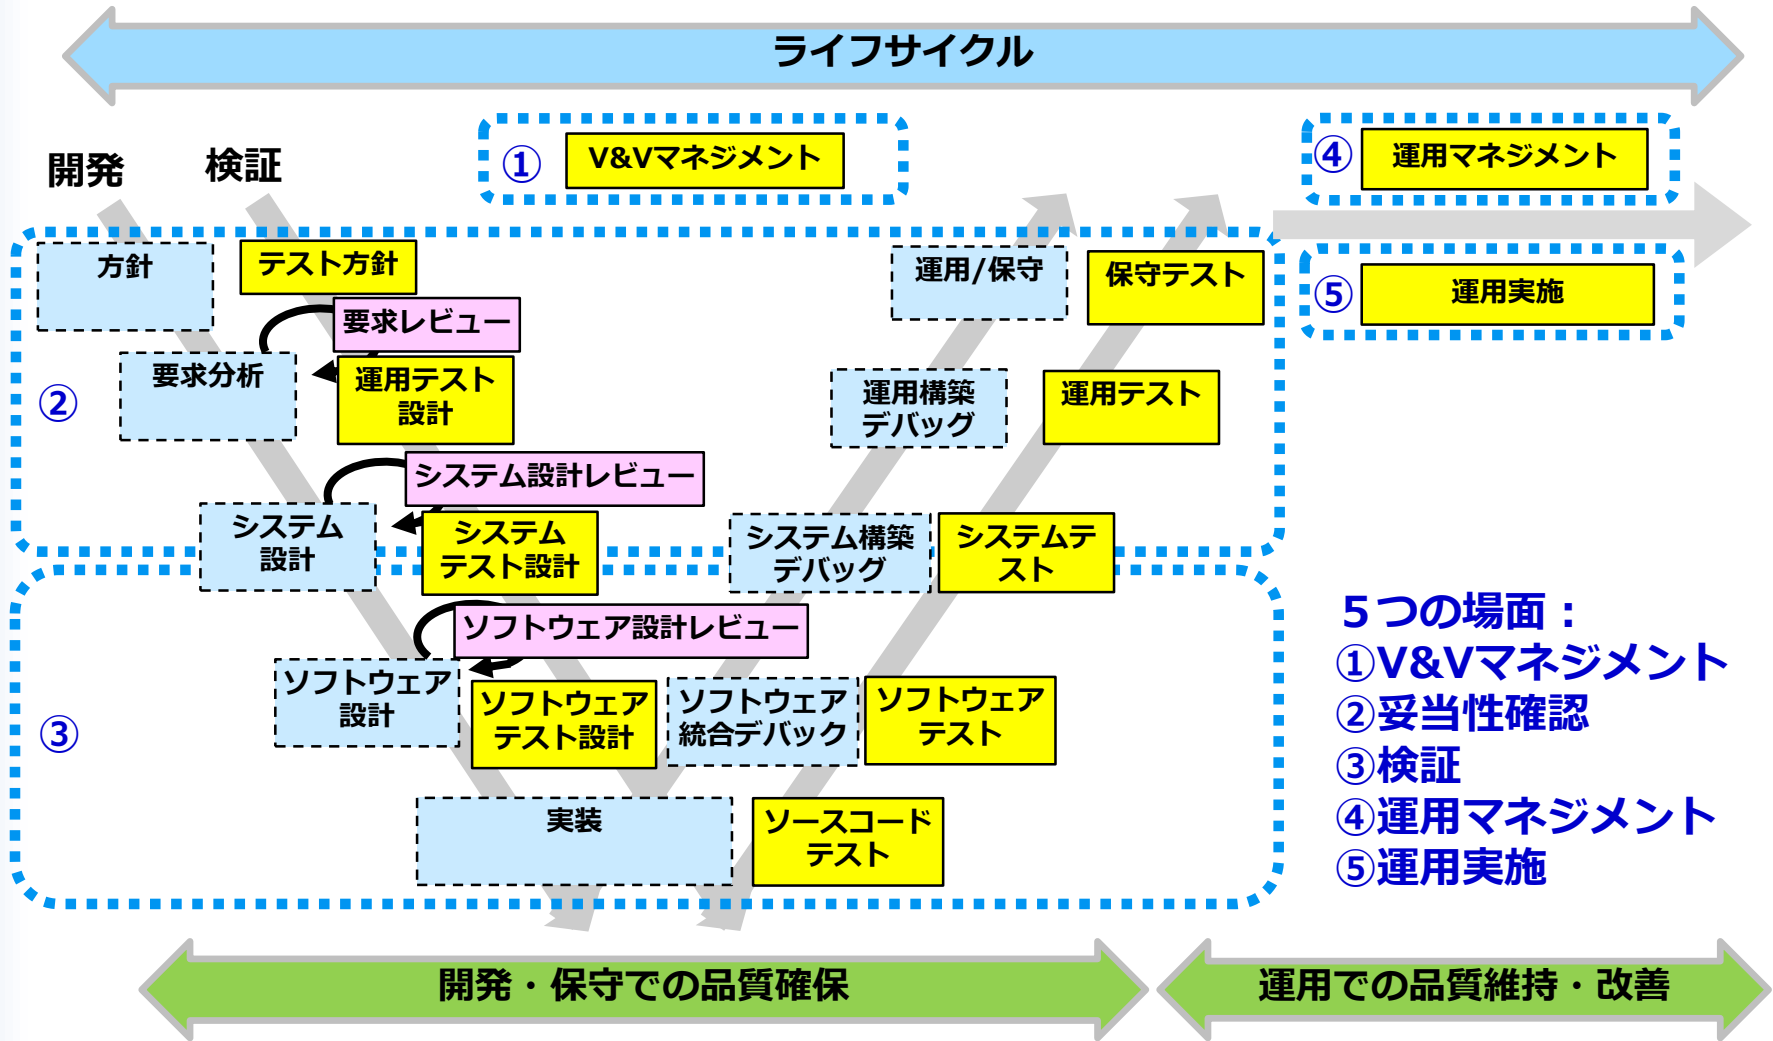 ライフサイクル
開発
検証
①
V&Vマネジメント
④
運用マネジメント
方針
テスト方針
運用/保守
保守テスト
⑤
運用実施
要求レビュー
②
要求分析
運用テスト
設計
運用構築
デバッグ
運用テスト
システム設計レビュー
システム
設計
システム
テスト設計
システム構築
デバッグ
システムテ
スト
ソフトウェア設計レビュー
③
ソフトウェア
設計
ソフトウェア
テスト設計
ソフトウェア
統合デバック
ソフトウェア
テスト
実装
ソースコード
テスト
５つの場面：
①V&Vマネジメント
②妥当性確認
③検証
④運用マネジメント
⑤運用実施
開発・保守での品質確保
運用での品質維持・改善